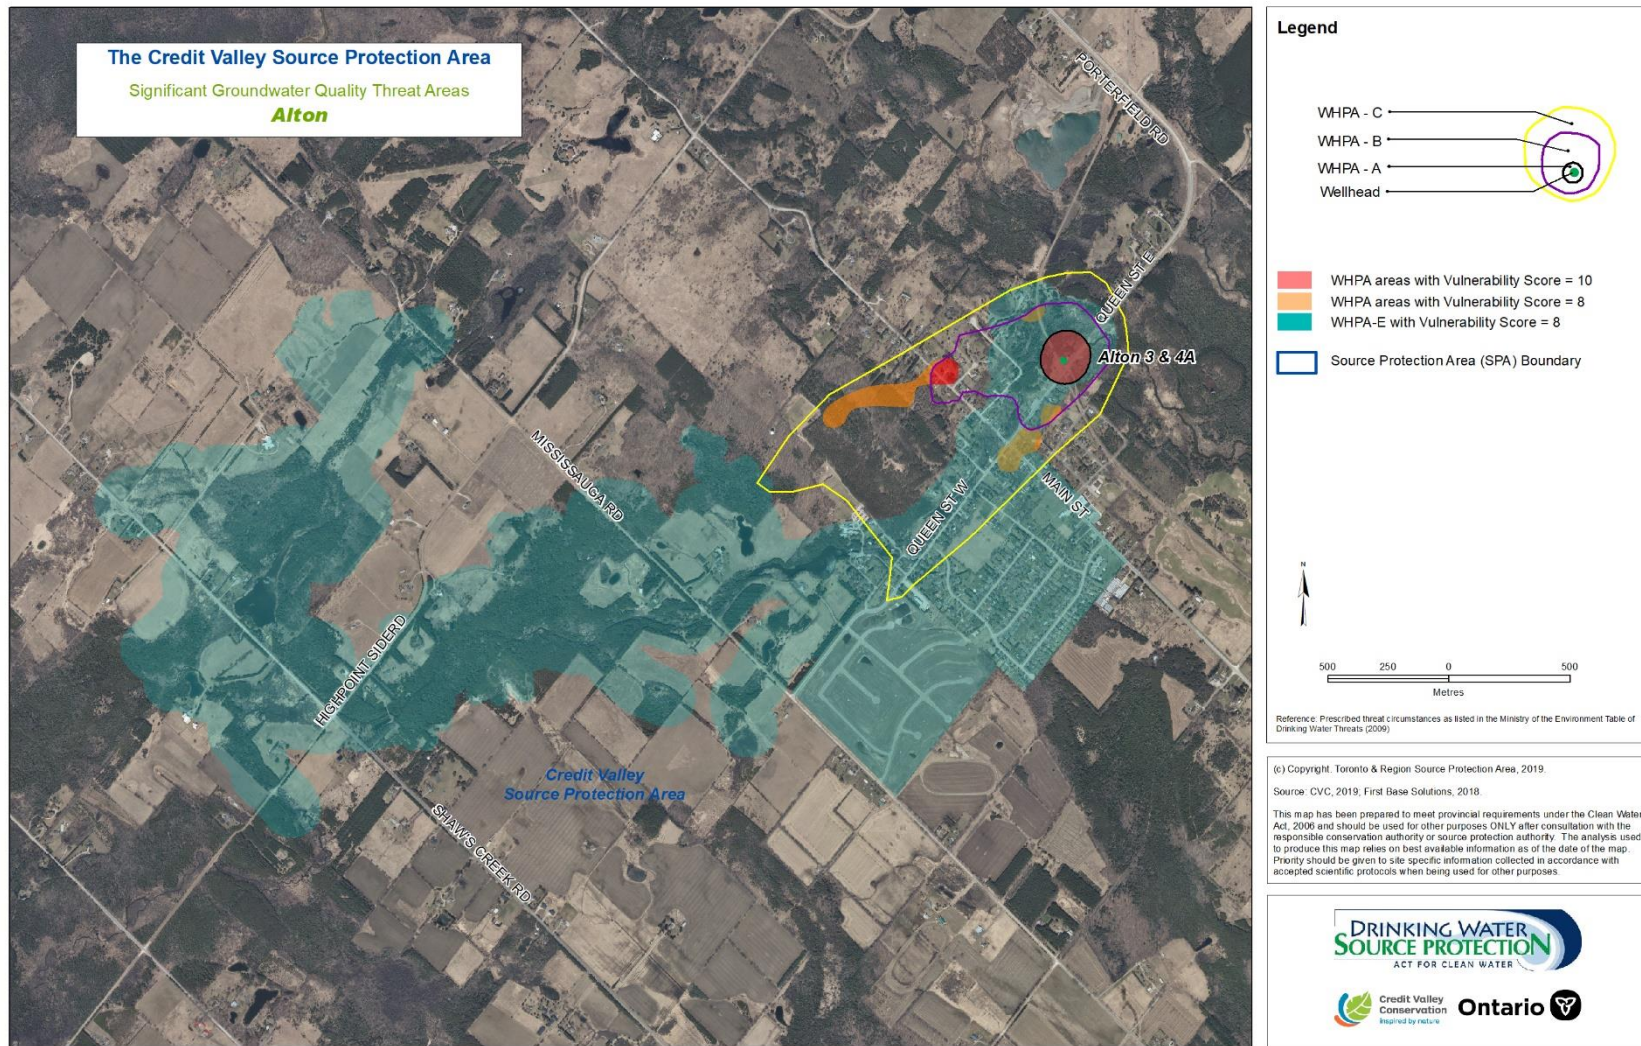 The Credit Valley Source Protection Area
Significant Groundwater Quality Threat Areas
Alton
PORTERFIELD RD
QUEEN ST E
Alton 3 & 4A
MISSISSAUGA RD
QUEEN ST W
MAIN ST
HIGHPOINT SIDERD
Credit Valley
Source Protection Area
SHAW'S CREEK RD
Legend
WHPA - C
WHPA - B
WHPA - A
Wellhead
WHPA areas with Vulnerability Score = 10
WHPA areas with Vulnerability Score = 8
WHPA-E with Vulnerability Score = 8
Source Protection Area (SPA) Boundary
N
500 250 0 500
Metres
Reference: Prescribed threat circumstances as listed in the Ministry of the Environment Table of
Drinking Water Threats (2009)
(c) Copyright. Toronto & Region Source Protection Area, 2019.
Source: CVC, 2019; First Base Solutions, 2018.
This map has been prepared to meet provincial requirements under the Clean Water
Act, 2006 and should be used for other purposes ONLY after consultation with the
responsible conservation authority or source protection authority. The analysis used
to produce this map relies on best available information as of the date of the map.
Priority should be given to site specific information collected in accordance with
accepted scientific protocols when being used for other purposes.
DRINKING WATER
SOURCE PROTECTION
ACT FOR CLEAN WATER
Credit Valley
Conservation
inspired by nature
Ontario